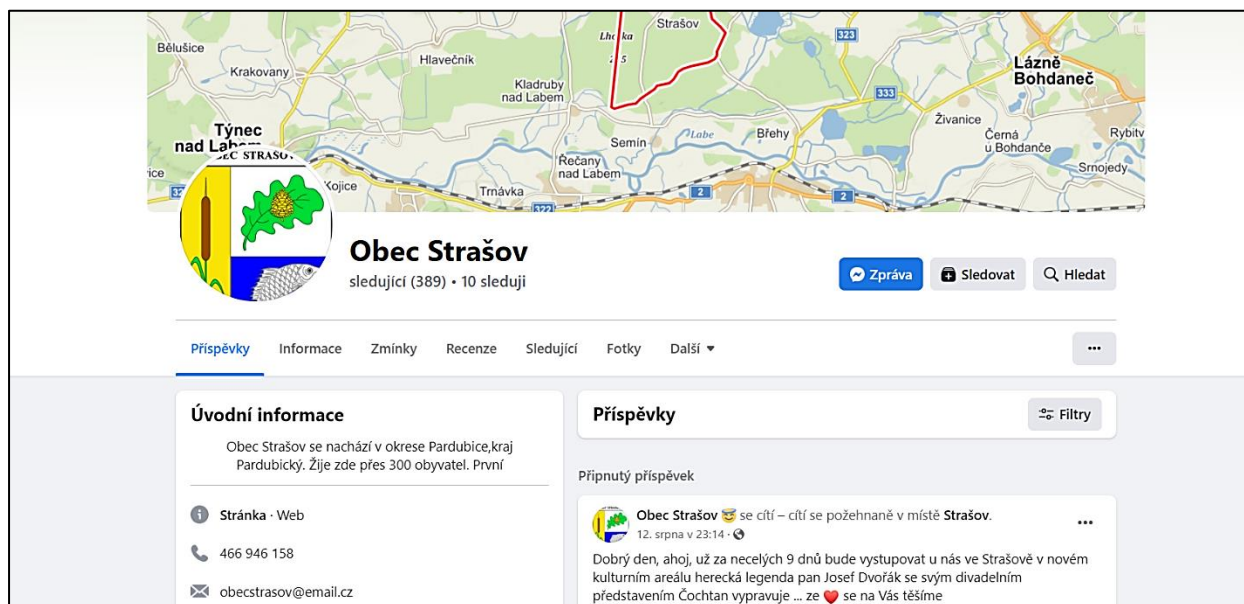 Strašov
323
Bělušice
Hlavečník
Krakovany
Kladruby
nad Labem
Lázně
Bohdaneč
333
Živanice
Týnec
nad Labem
Semín
Labe
Břehy
Černá
u Bohdanče
OBEC STRAŠOV
Řečany
nad Labem
Kojice
Trnávka
Srnojedy
2
2
322
Obec Strašov
sledující (389) • 10 sleduji
Zpráva
Sledovat
Hledat
Příspěvky Informace Zmínky Recenze Sledující Fotky Další
Úvodní informace
Obec Strašov se nachází v okrese Pardubice,kraj
Pardubický. Žije zde přes 300 obyvatel. První
Stránka · Web
466 946 158
obecstrasov@email.cz
Příspěvky
Filtry
Připnutý příspěvek
Obec Strašov 😇 se cítí – cítí se požehnaně v místě Strašov.
12. srpna v 23:14 ·
Dobrý den, ahoj, už za necelých 9 dnů bude vystupovat u nás ve Strašově v novém
kulturním areálu herecká legenda pan Josef Dvořák se svým divadelním
představením Čochtan vypravuje ... ze ❤️ se na Vás těšíme